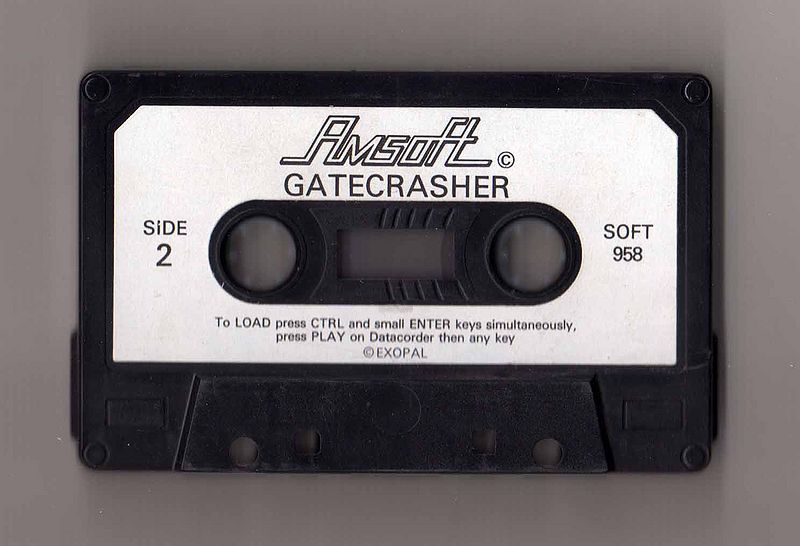 Amsoft ©
GATECRASHER
SiDE
2
SOFT
958
To LOAD press CTRL and small ENTER keys simultaneously,
press PLAY on Datacorder then any key
©EXOPAL